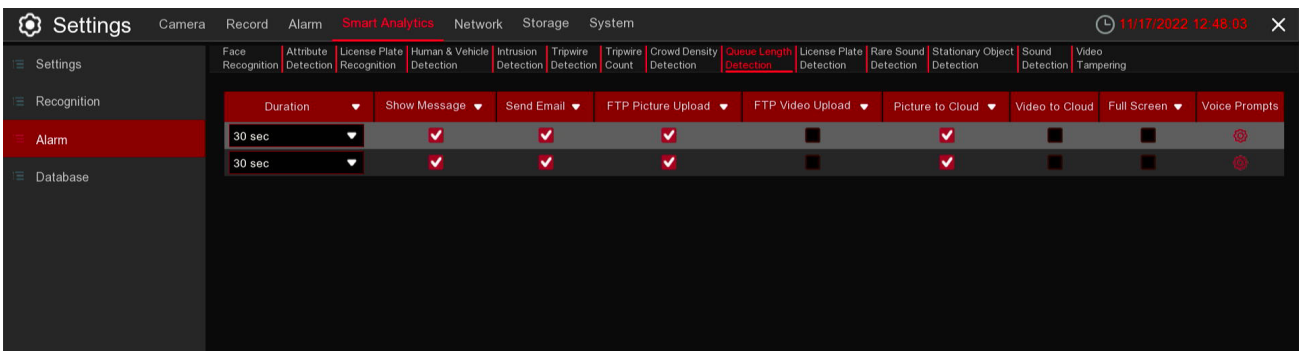 Settings Camera Record Alarm Smart Analytics Network Storage System 11/17/2022 12:48:03
Settings
Recognition
Alarm
Database
Face Attribute License Plate Human & Vehicle Intrusion Tripwire Tripwire Crowd Density Queue Length License Plate Rare Sound Stationary Object Sound Video
Recognition Detection Recognition Detection Detection Detection Count Detection Detection Detection Detection Detection Detection Tampering
Duration Show Message Send Email FTP Picture Upload FTP Video Upload Picture to Cloud Video to Cloud Full Screen Voice Prompts
30 sec
30 sec